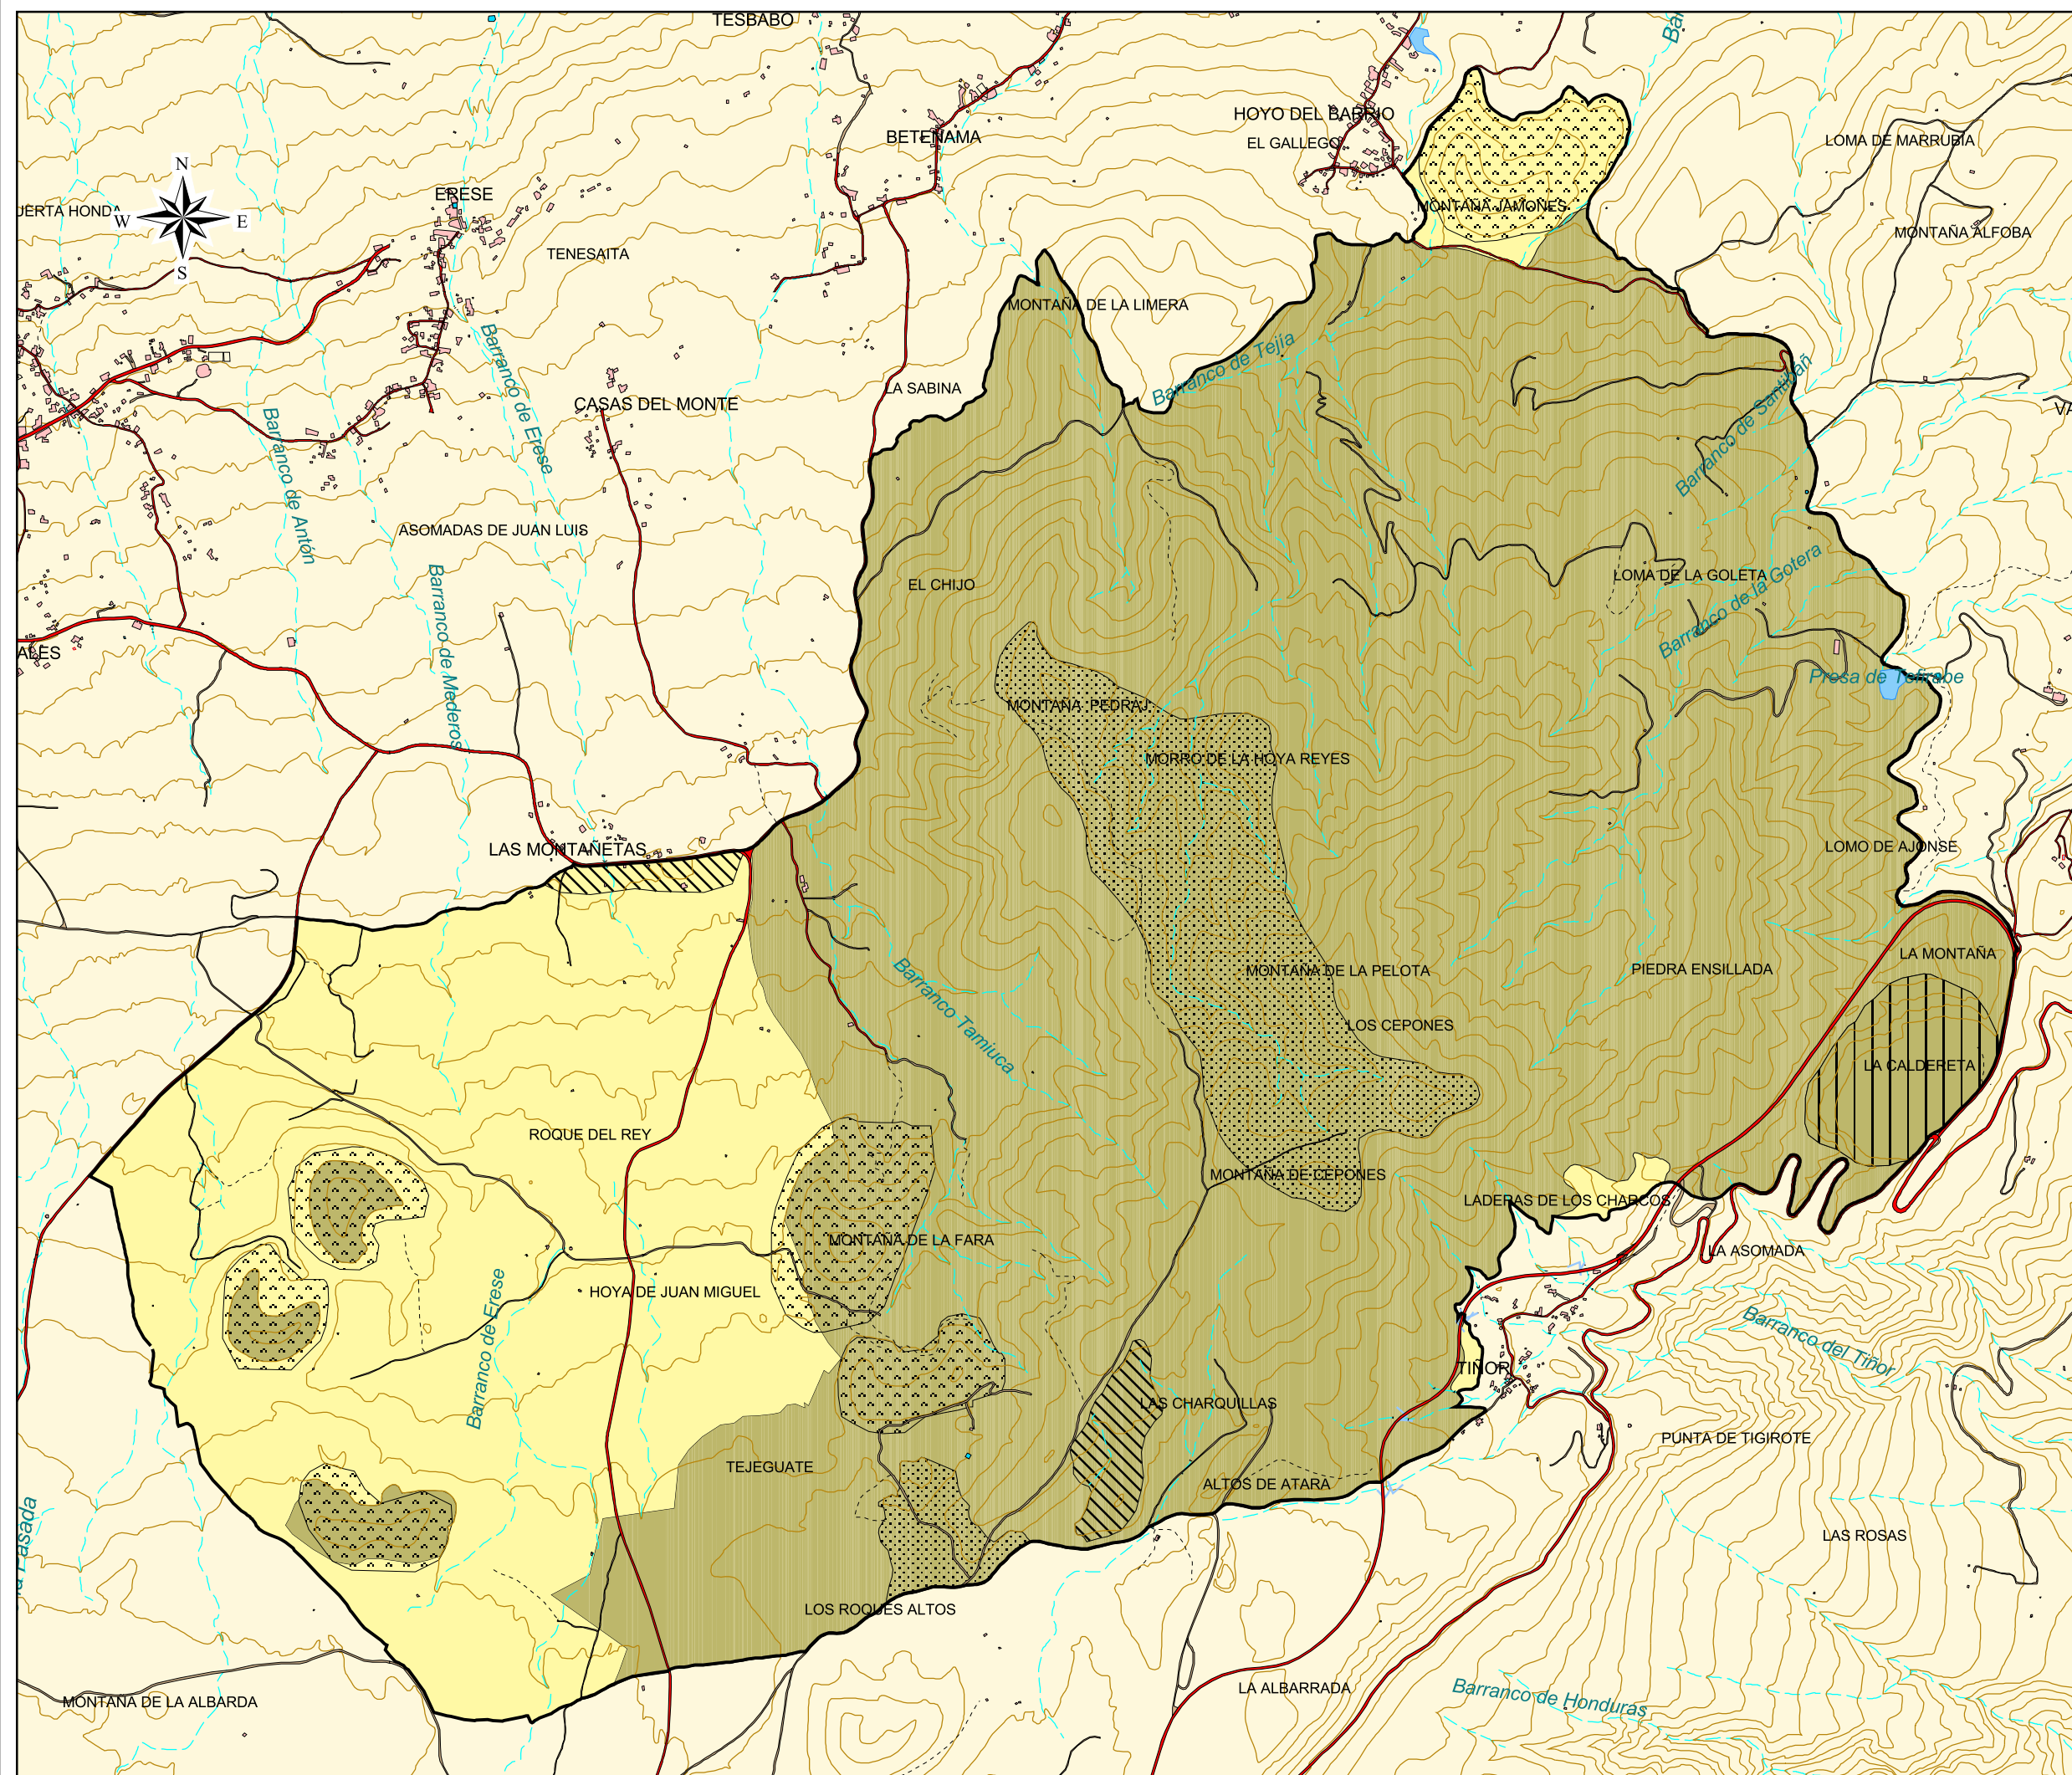 TESBABO
HOYO DEL BARRIO
EL GALLEGO
BETENAMA
LOMA DE MARRUBIA
N
W
E
S
ERESE
MONTAÑA JAMONES
MONTAÑA ALFOBA
TENESAITA
MONTAÑA DE LA LIMERA
Barranco de Tejía
LA SABINA
CASAS DEL MONTE
Barranco de Erese
Barranco de Antón
ASOMADAS DE JUAN LUIS
Barranco de Mederos
EL CHIJO
LOMA DE LA GOLETA
Barranco de la Gotera
Presa de Tefirabe
MONTAÑA PEDRAJ
MORRO DE LA HOYA REYES
LAS MONTAÑETAS
LOMO DE AJONSE
LA MONTAÑA
Barranco Tamiuca
MONTAÑA DE LA PELOTA
PIEDRA ENSILLADA
LOS CEPONES
LA CALDERETA
ROQUE DEL REY
MONTAÑA DE CEPONES
LADERAS DE LOS CHARCOS
MONTAÑA DE LA FARA
LA ASOMADA
HOYA DE JUAN MIGUEL
Barranco de Erese
Barranco del Tiñor
TIÑOR
LAS CHARQUILLAS
PUNTA DE TIGIROTE
TEJEGUATE
ALTOS DE ATARA
LAS ROSAS
LOS ROQUES ALTOS
LA ALBARRADA
MONTAÑA DE LA ALBARDA
Barranco de Honduras